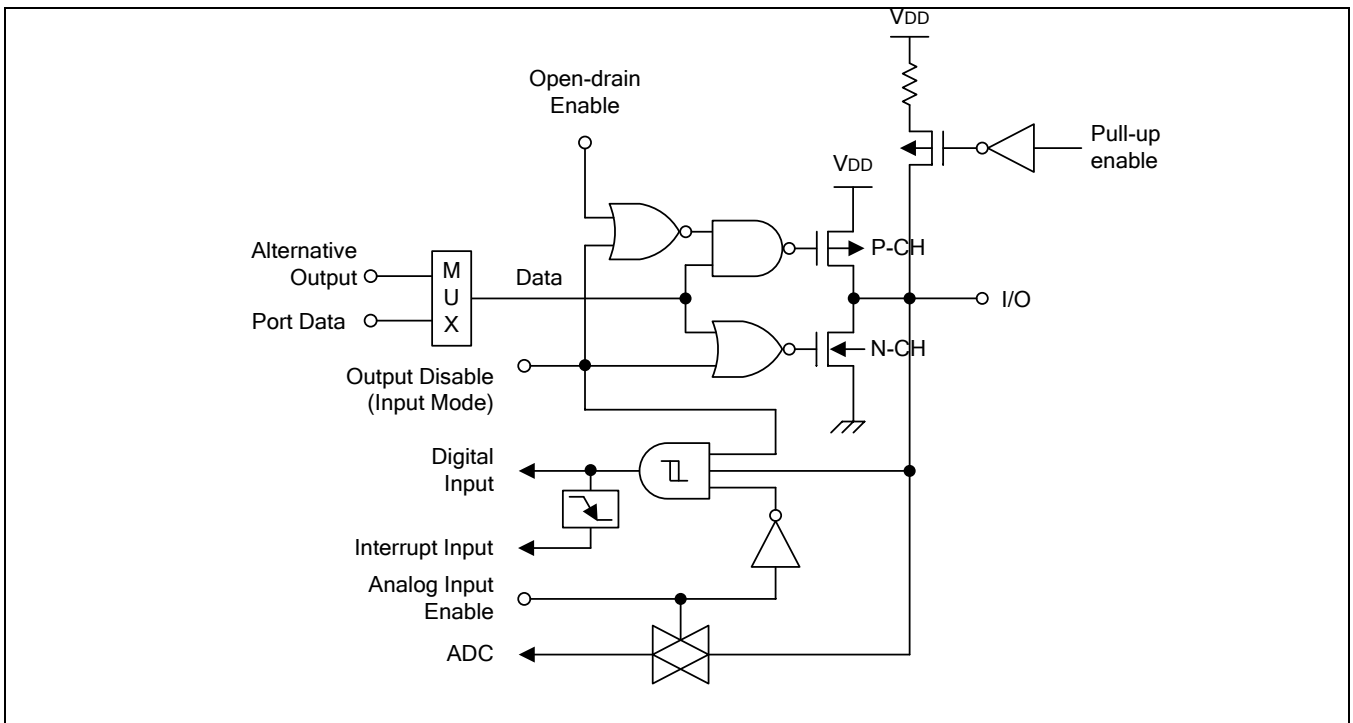 VDD
Open-drain
Enable
Pull-up
enable
VDD
Alternative
Output
M
U
X
Data
P-CH
I/O
Port Data
N-CH
Output Disable
(Input Mode)
Digital
Input
Interrupt Input
Analog Input
Enable
ADC